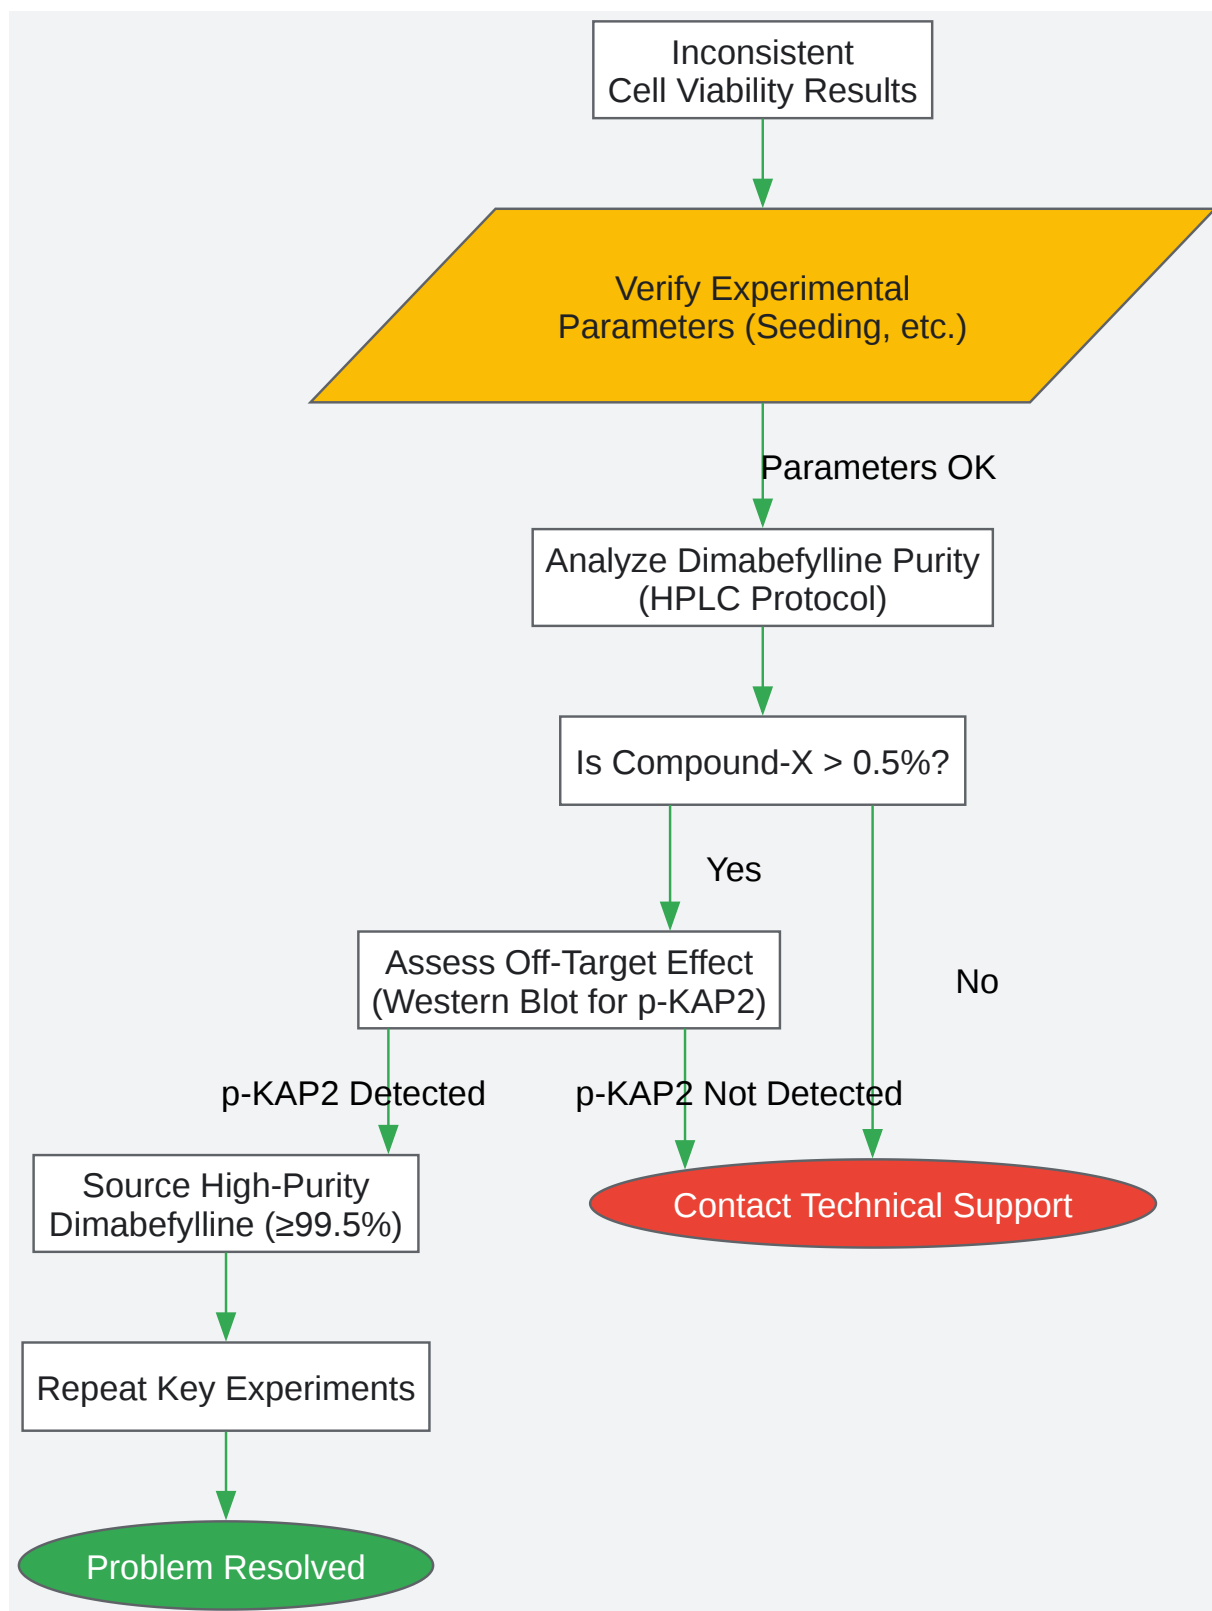 Inconsistent
Cell Viability Results
Verify Experimental
Parameters (Seeding, etc.)
Parameters OK
Analyze Dimabefylline Purity
(HPLC Protocol)
Is Compound-X > 0.5%?
Yes
Assess Off-Target Effect
(Western Blot for p-KAP2)
No
p-KAP2 Detected
p-KAP2 Not Detected
Source High-Purity
Dimabefylline (≥99.5%)
Contact Technical Support
Repeat Key Experiments
Problem Resolved